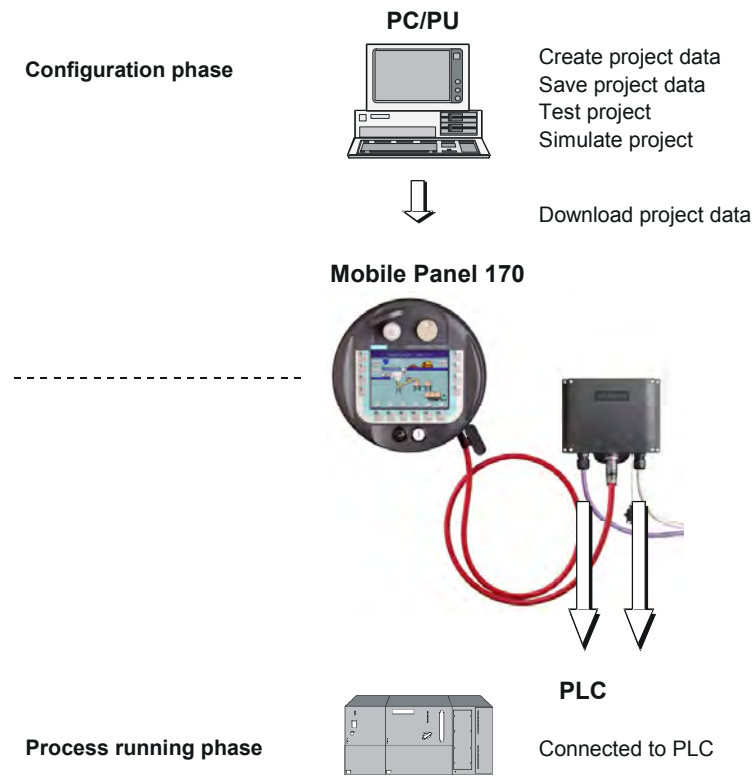 PC/PU
Configuration phase
Create project data
Save project data
Test project
Simulate project
Download project data
Mobile Panel 170
PLC
Process running phase
Connected to PLC